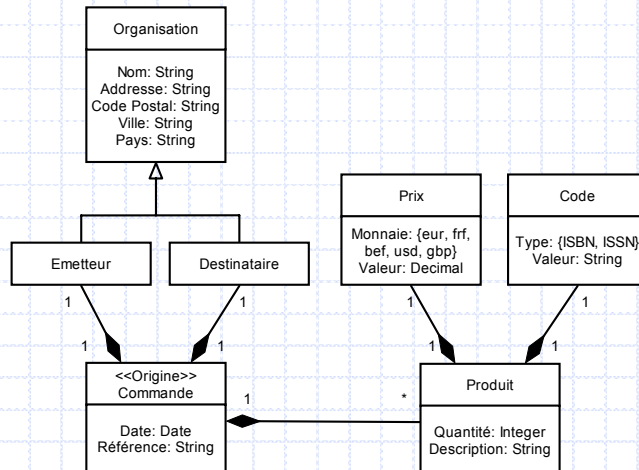 Organisation
Nom: String
Addresse: String
Code Postal: String
Ville: String
Pays: String
Prix
Monnaie: {eur, frf,
bef, usd, gbp}
Valeur: Decimal
Code
Type: {ISBN, ISSN}
Valeur: String
Emetteur
Destinataire
1
1
1
1
1
1
1
1
<<Origine>>
Commande
Date: Date
Référence: String
1
*
Produit
Quantité: Integer
Description: String